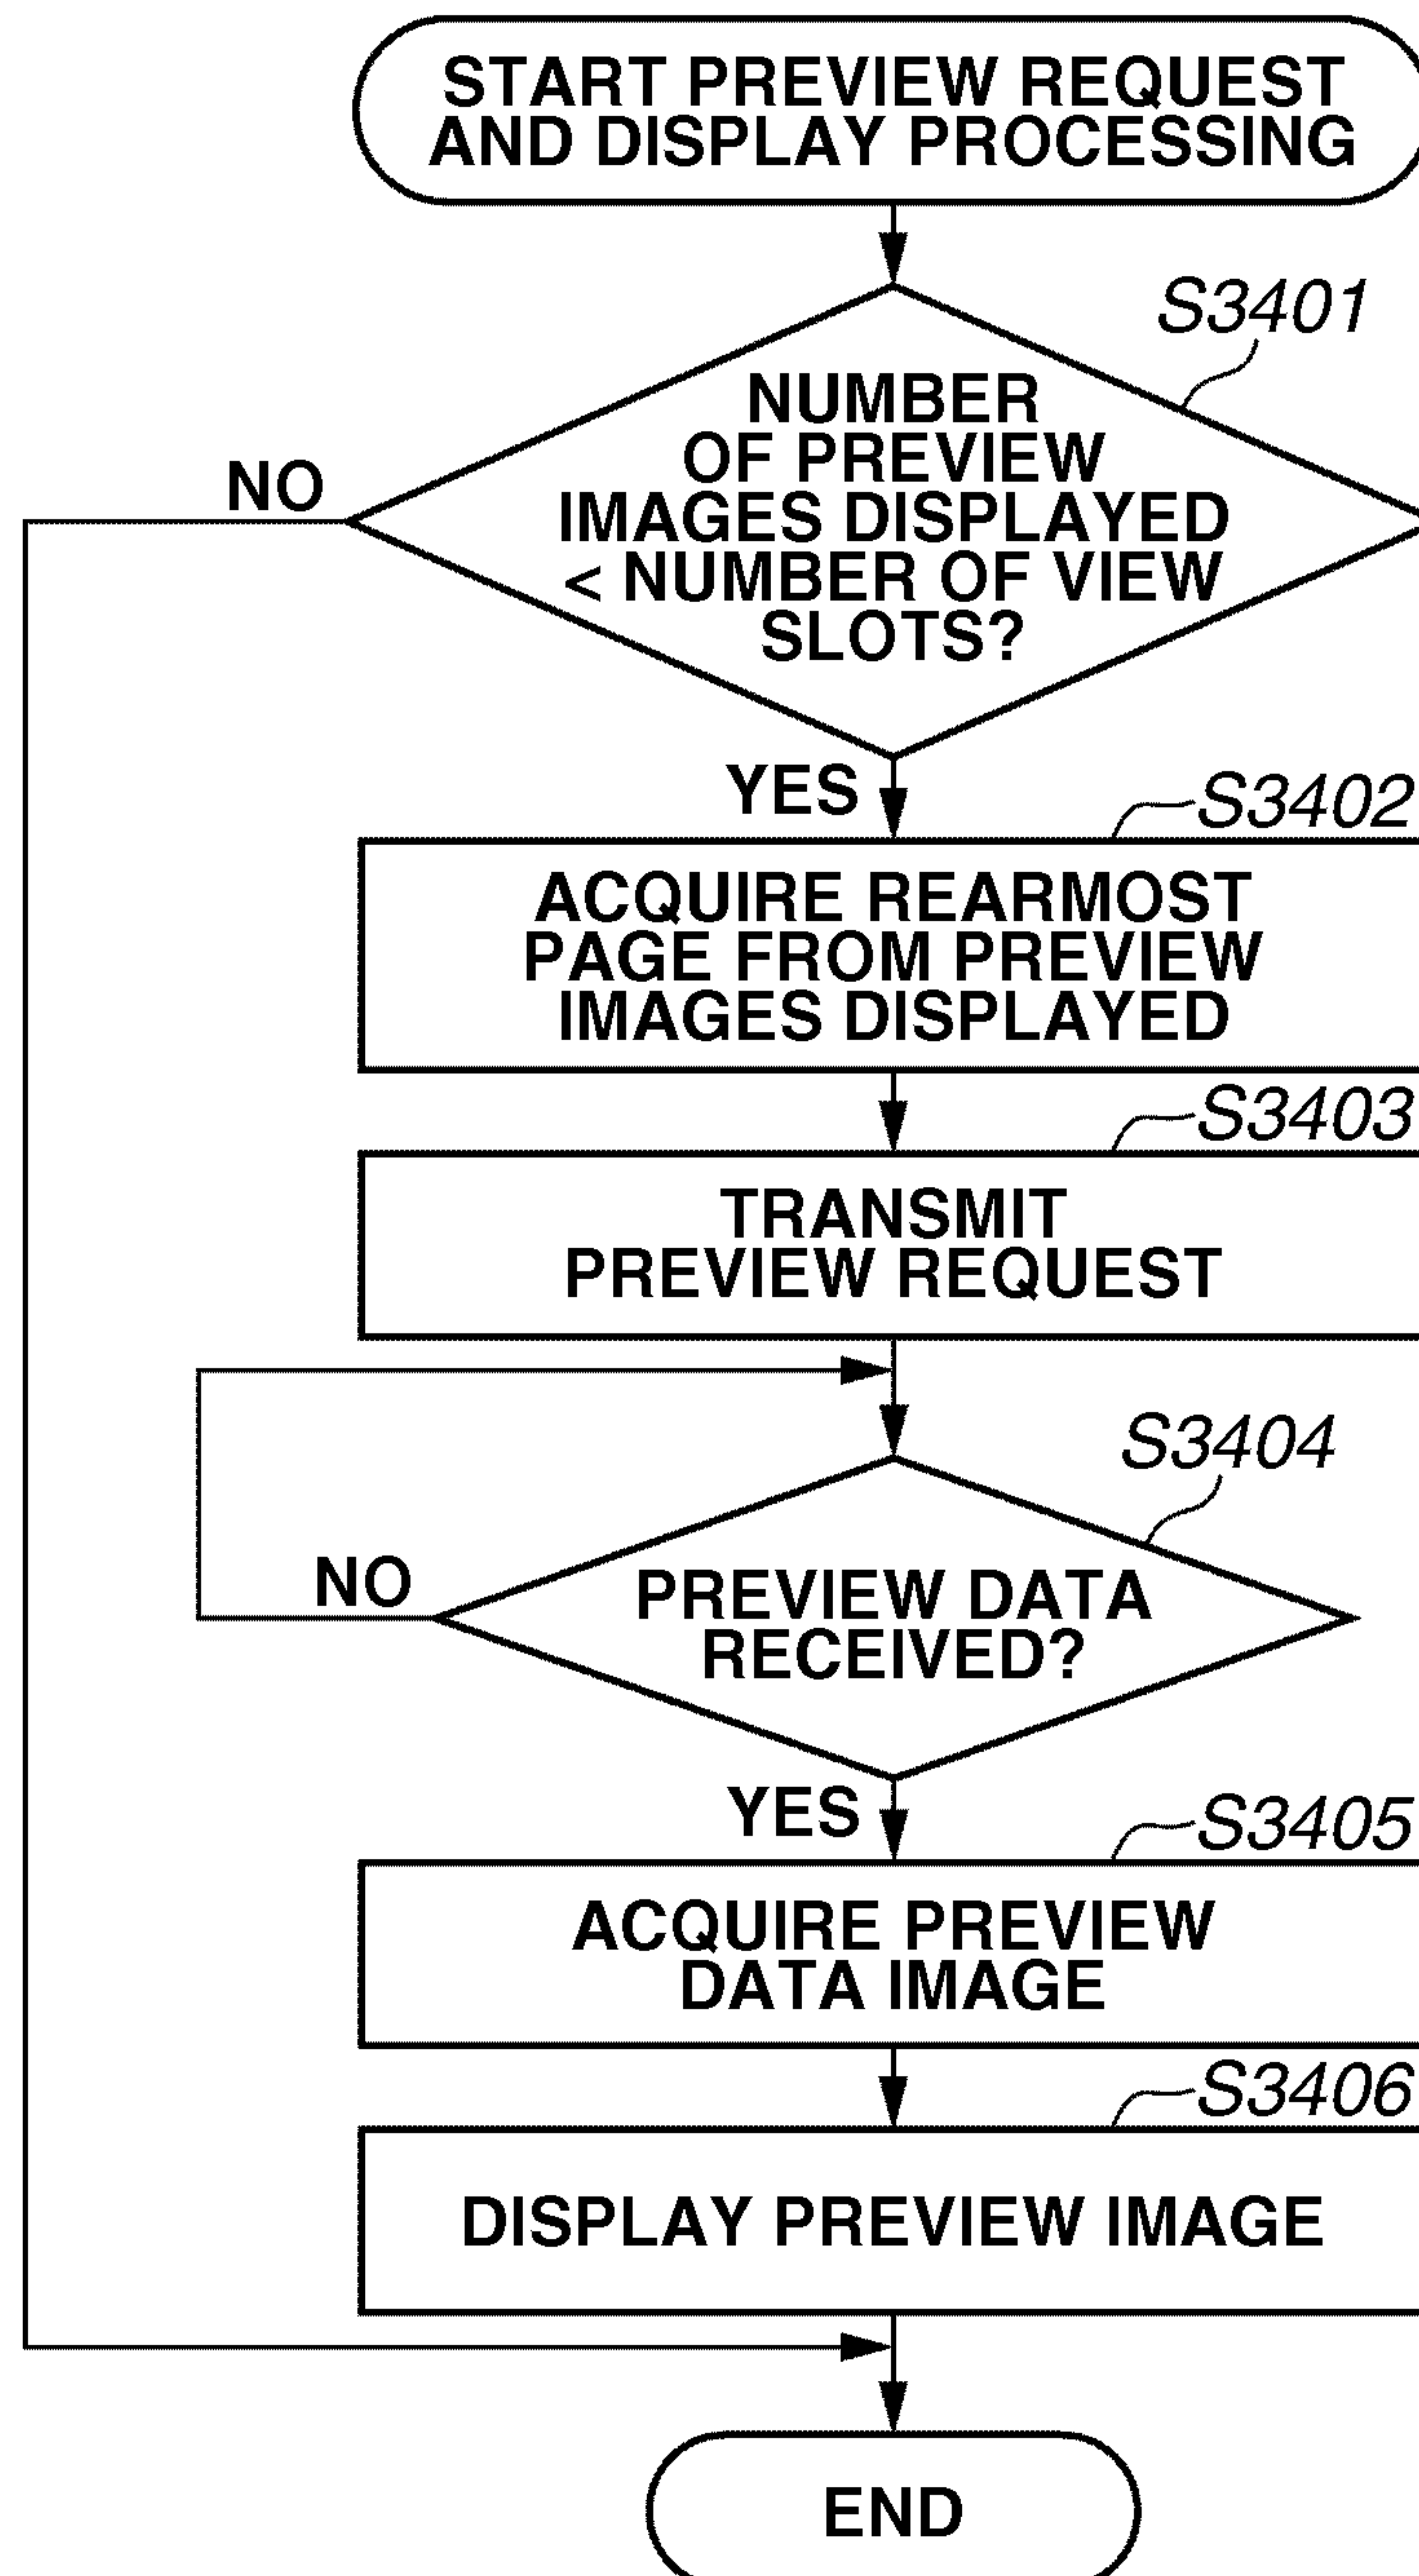 START PREVIEW REQUEST
AND DISPLAY PROCESSING
S3401
NUMBER
OF PREVIEW
IMAGES DISPLAYED
< NUMBER OF VIEW
SLOTS?
NO
YES
S3402
ACQUIRE REARMOST
PAGE FROM PREVIEW
IMAGES DISPLAYED
S3403
TRANSMIT
PREVIEW REQUEST
S3404
NO
PREVIEW DATA
RECEIVED?
YES
S3405
ACQUIRE PREVIEW
DATA IMAGE
S3406
DISPLAY PREVIEW IMAGE
END